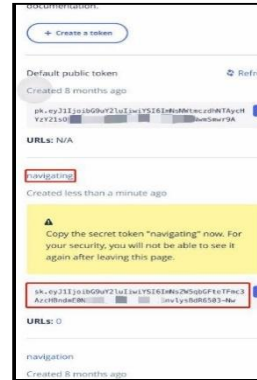 documentation.
+ Create a token
Default public token
Refr
Created 8 months ago
URLs: N/A
navigating
Created less than a minute ago
Copy the secret token "navigating" now. For
your security, you will not be able to see it
again after leaving this page.
URLs: 0
navigation
Created 8 months ago